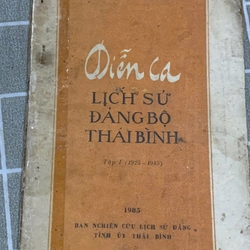 Diễn ca
LỊCH SỬ
ĐẢNG BỘ
THÁI BÌNH
Tập I (1925-1945)
1985
BAN NGHIÊN CỨU LỊCH SỬ ĐẢNG
TỈNH ỦY THÁI BÌNH